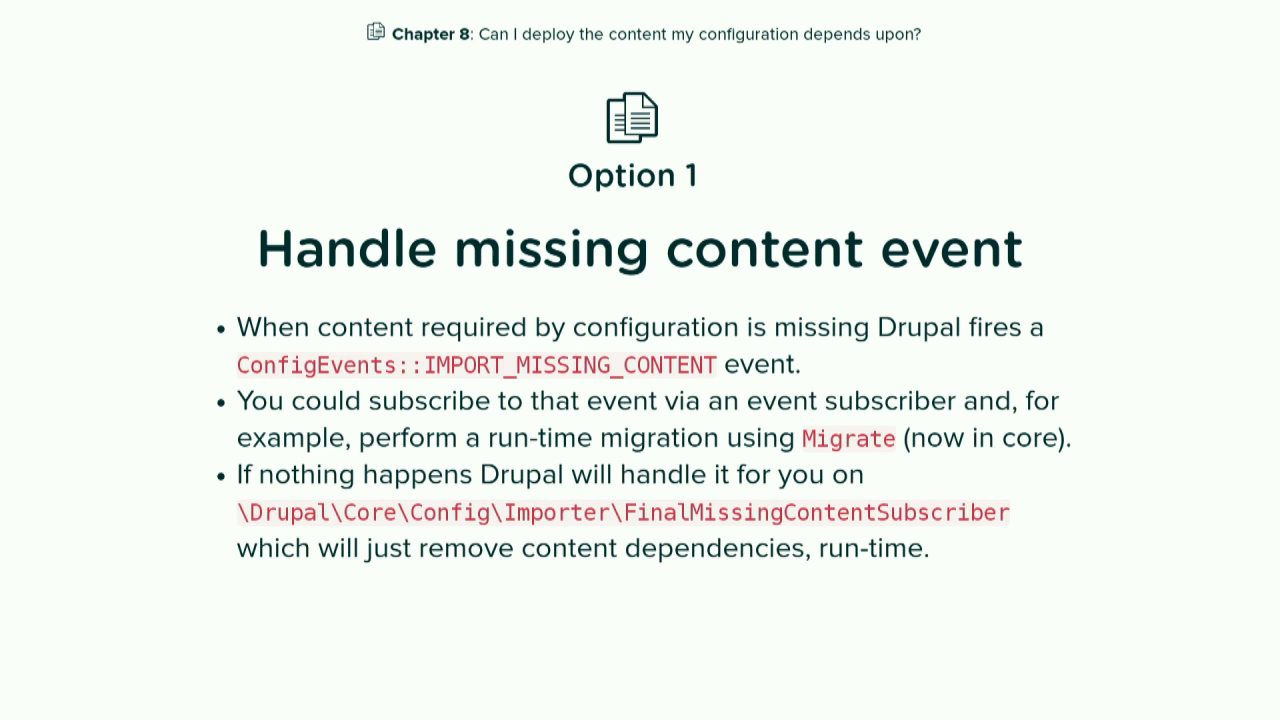 Chapter 8: Can I deploy the content my configuration depends upon?
Option 1
Handle missing content event
• When content required by configuration is missing Drupal fires a
ConfigEvents::IMPORT_MISSING_CONTENT event.
• You could subscribe to that event via an event subscriber and, for
example, perform a run-time migration using Migrate (now in core).
• If nothing happens Drupal will handle it for you on
\Drupal\Core\Config\Importer\FinalMissingContentSubscriber
which will just remove content dependencies, run-time.